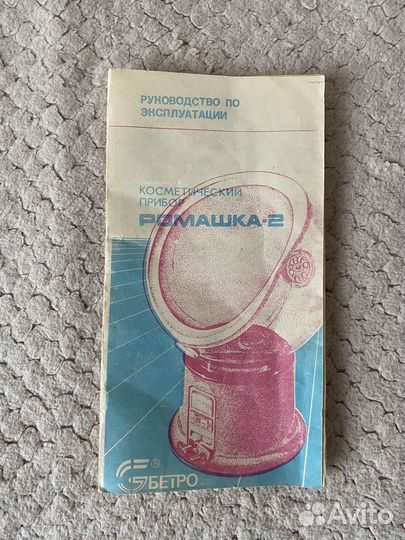 РУКОВОДСТВО ПО
ЭКСПЛУАТАЦИИ
КОСМЕТИЧЕСКИЙ
ПРИБОР
РОМАШКА-2
®
БЕТРО
Avito